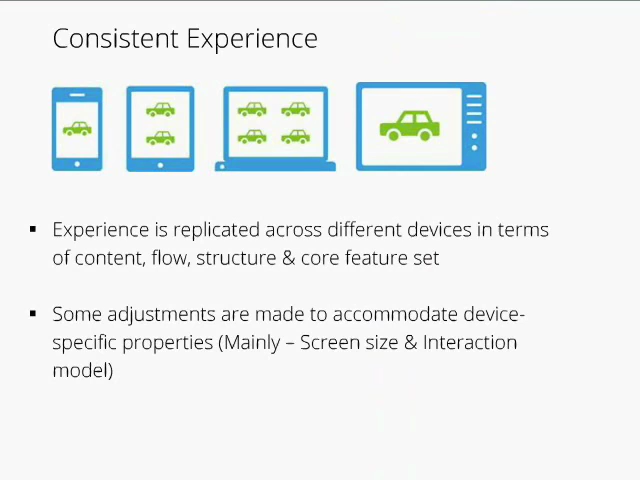 Consistent Experience
▪ Experience is replicated across different devices in terms
of content, flow, structure & core feature set
▪ Some adjustments are made to accommodate device-
specific properties (Mainly – Screen size & Interaction
model)